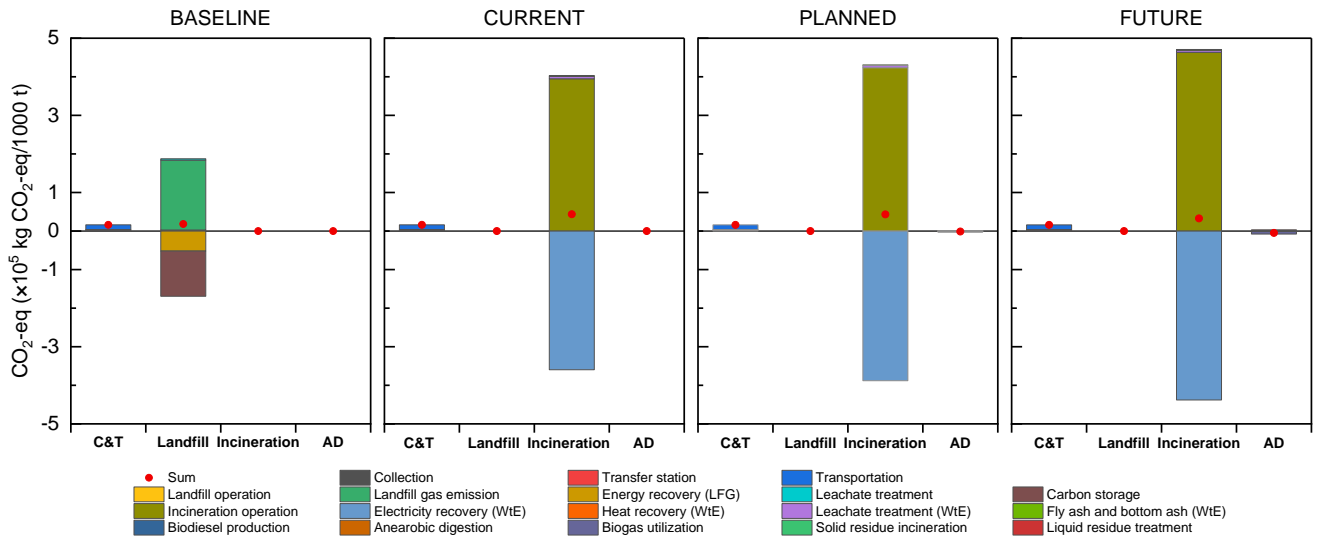 BASELINE CURRENT PLANNED FUTURE
CO₂-eq (×10⁵ kg CO₂-eq/1000 t)
5
3
1
0
-1
-3
-5
C&T Landfill Incineration AD C&T Landfill Incineration AD C&T Landfill Incineration AD C&T Landfill Incineration AD
Sum Collection Transfer station Transportation
Landfill operation Landfill gas emission Energy recovery (LFG) Leachate treatment Carbon storage
Incineration operation Electricity recovery (WtE) Heat recovery (WtE) Leachate treatment (WtE) Fly ash and bottom ash (WtE)
Biodiesel production Anearobic digestion Biogas utilization Solid residue incineration Liquid residue treatment